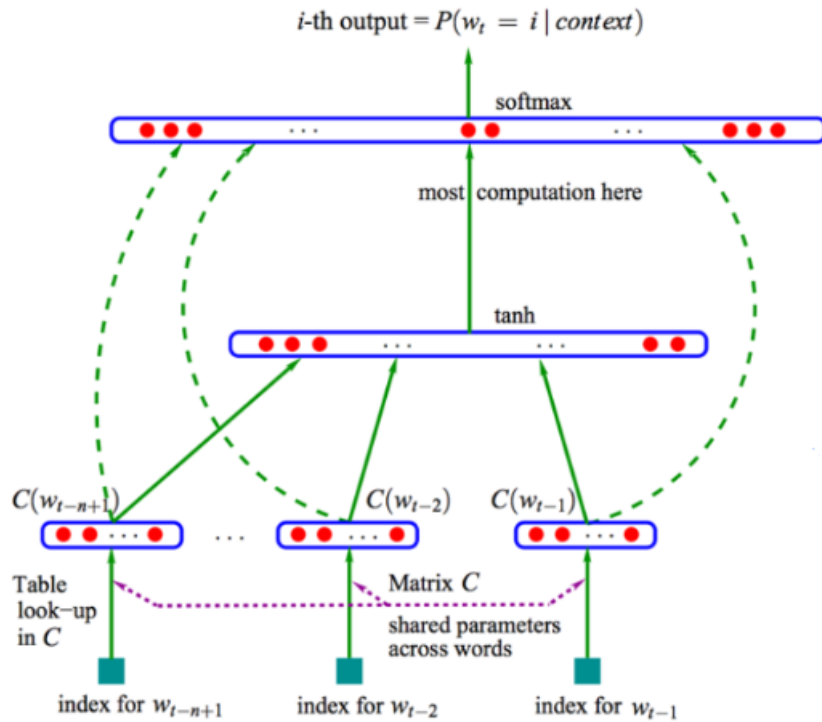 i-th output = P(w_t = i | context)
softmax
... ...
most computation here
tanh
... ...
C(w_{t−n+1}) C(w_{t−2}) C(w_{t−1})
... ... ... ...
Table
look−up
in C
Matrix C
shared parameters
across words
index for w_{t−n+1} index for w_{t−2} index for w_{t−1}